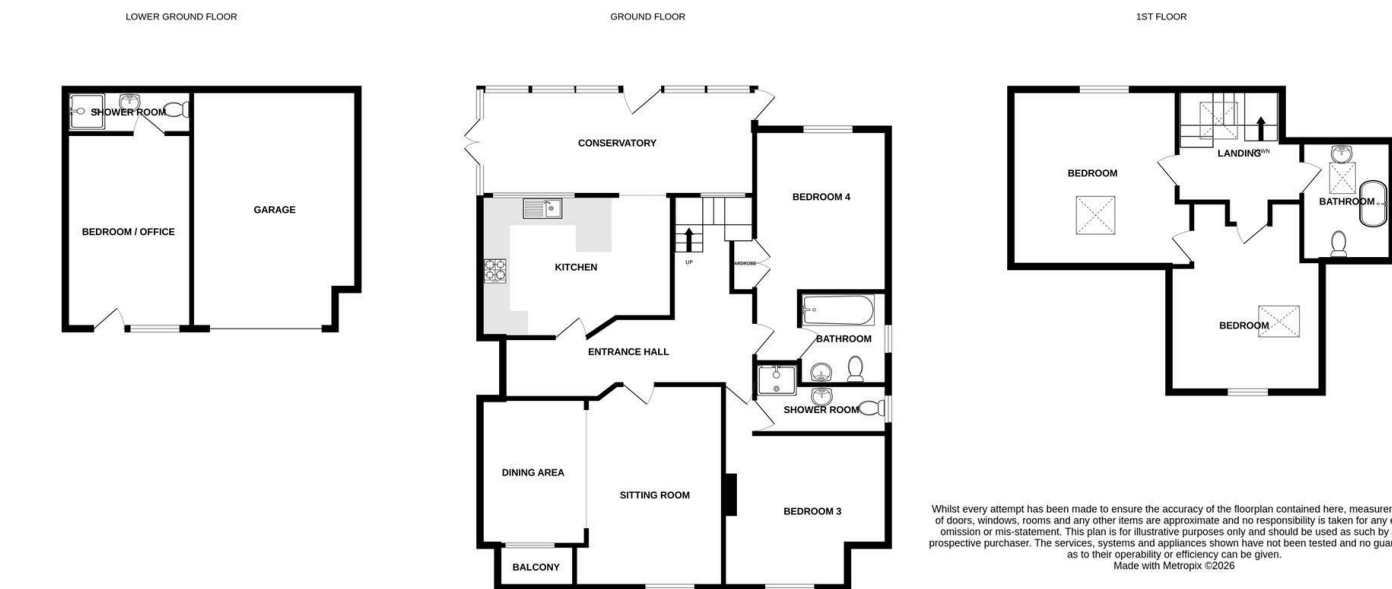 LOWER GROUND FLOOR
SHOWER ROOM
BEDROOM / OFFICE
GARAGE
GROUND FLOOR
CONSERVATORY
BEDROOM 4
KITCHEN
UP
ARDROBE
ENTRANCE HALL
BATHROOM
SHOWER ROOM
DINING AREA
SITTING ROOM
BEDROOM 3
BALCONY
1ST FLOOR
BEDROOM
LANDING
BATHROOM
BEDROOM
Whilst every attempt has been made to ensure the accuracy of the floorplan contained here, measurem
of doors, windows, rooms and any other items are approximate and no responsibility is taken for any e
omission or mis-statement. This plan is for illustrative purposes only and should be used as such by
prospective purchaser. The services, systems and appliances shown have not been tested and no guar
as to their operability or efficiency can be given.
Made with Metropix ©2026